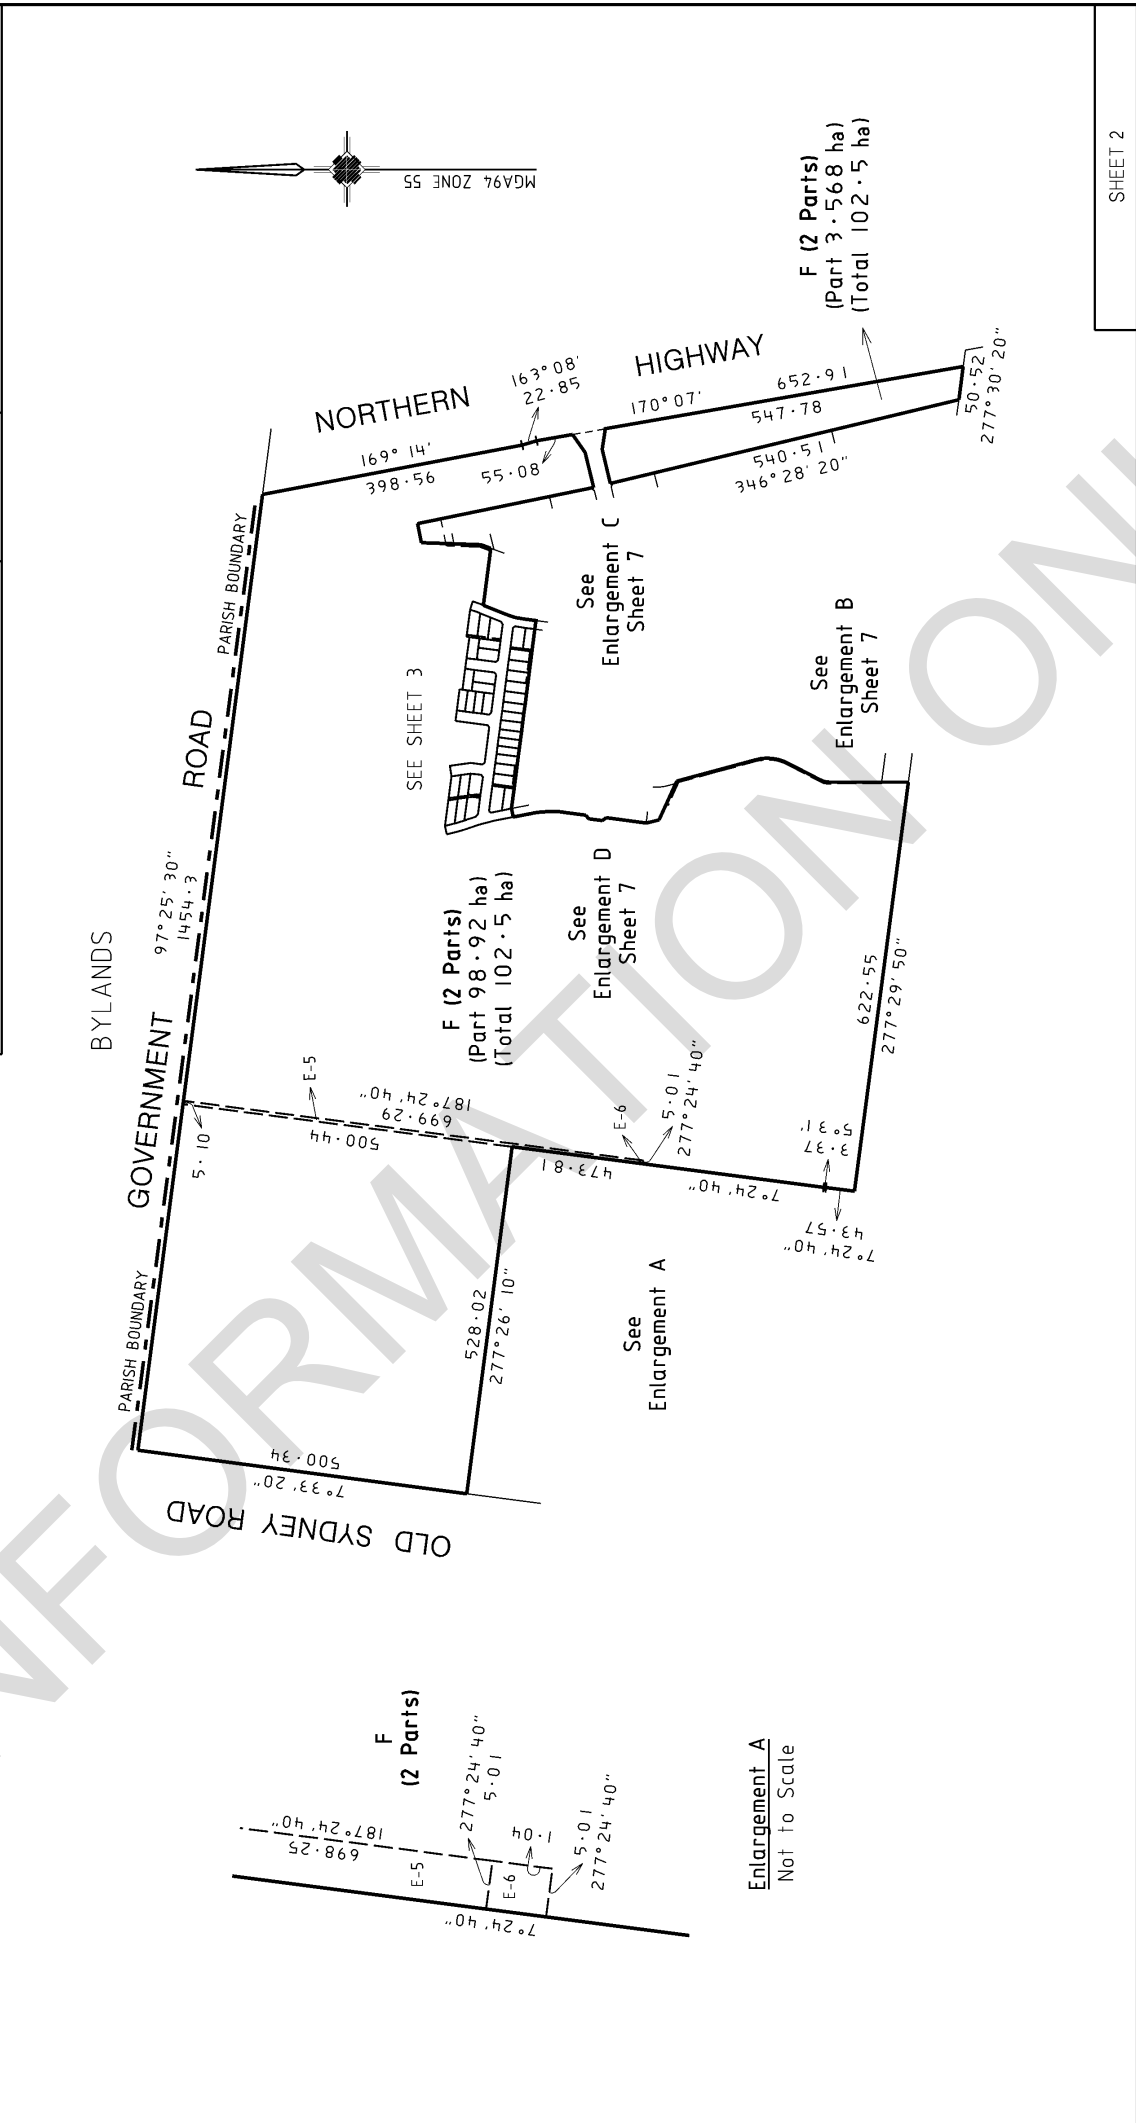 SHEET 2
MGA94 ZONE 55
BYLANDS
GOVERNMENT ROAD
PARISH BOUNDARY
PARISH BOUNDARY
97°25'30"
1454·3
NORTHERN HIGHWAY
169°14'
398·56
163°08'
22·85
55·08
170°07'
652·91
547·78
540·51
346°28'20"
50·52
277°30'20"
F (2 Parts)
(Part 3·568 ha)
(Total 102·5 ha)
SEE SHEET 3
See
Enlargement C
Sheet 7
See
Enlargement B
Sheet 7
See
Enlargement D
Sheet 7
F (2 Parts)
(Part 98·92 ha)
(Total 102·5 ha)
E-5
187°24'40"
699·29
500·44
5·10
E-6
5·01
277°24'40"
473·81
7°24'40"
622·55
277°29'50"
5°31'
3·37
43·57
7°24'40"
528·02
277°26'10"
See
Enlargement A
500·34
7°33'20"
OLD SYDNEY ROAD
F
(2 Parts)
187°24'40"
698·25
E-5
277°24'40"
5·01
E-6
1·04
5·01
277°24'40"
7°24'40"
Enlargement A
Not to Scale
NFORMATION ONL